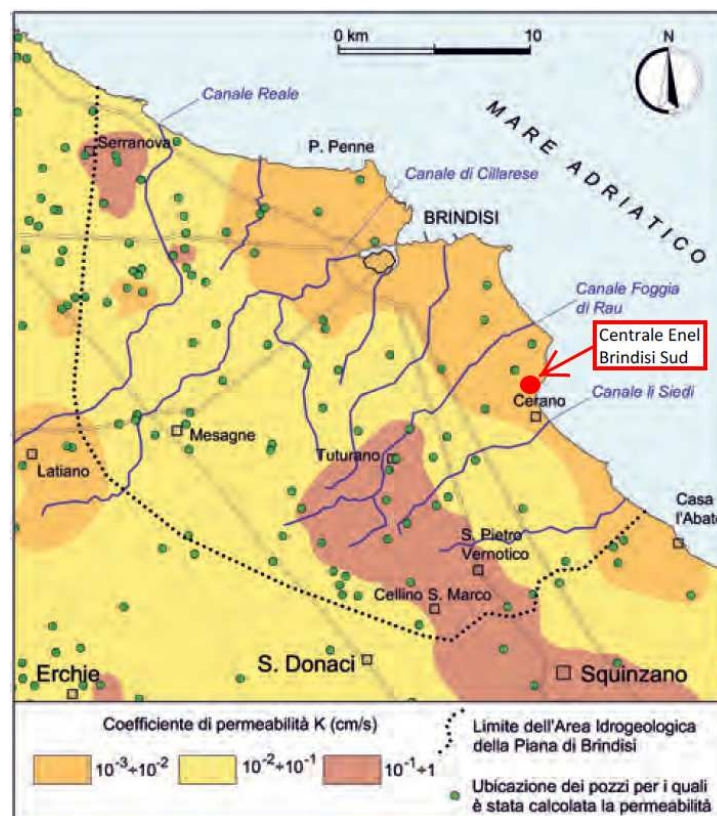 0 km
10
N
Canale Reale
Serranova
P. Penne
MARE ADRIATICO
Canale di Cillarese
BRINDISI
Canale Foggia
di Rau
Centrale Enel
Brindisi Sud
Cerano
Canale li Siedi
Mesagne
Latiano
Tuturano
Casa
l'Abate
S. Pietro
Vernotico
Cellino S. Marco
Erchie
S. Donaci
Squinzano
Coefficiente di permeabilità K (cm/s)
10⁻³÷10⁻²
10⁻²÷10⁻¹
10⁻¹÷1
Limite dell'Area Idrogeologica
della Piana di Brindisi
Ubicazione dei pozzi per i quali
è stata calcolata la permeabilità